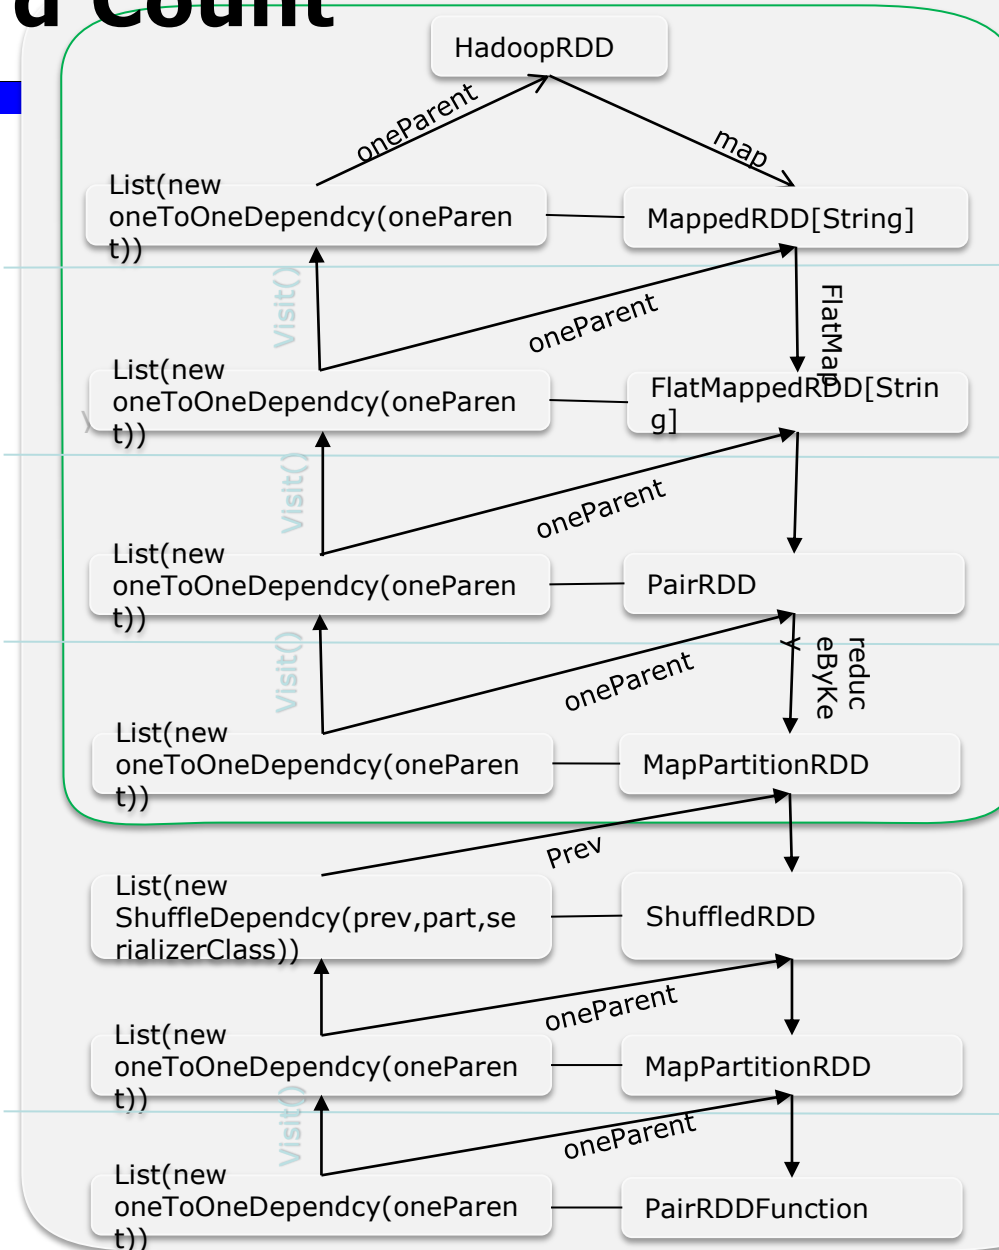 d Count
HadoopRDD
oneParent
map
List(new
oneToOneDependcy(oneParen
t))
MappedRDD[String]
Visit()
oneParent
FlatMap
List(new
oneToOneDependcy(oneParen
t))
FlatMappedRDD[Strin
g]
y
Visit()
oneParent
List(new
oneToOneDependcy(oneParen
t))
PairRDD
Visit()
oneParent
reduc
eByKe
y
List(new
oneToOneDependcy(oneParen
t))
MapPartitionRDD
Prev
List(new
ShuffleDependcy(prev,part,se
rializerClass))
ShuffledRDD
oneParent
List(new
oneToOneDependcy(oneParen
t))
MapPartitionRDD
Visit()
oneParent
List(new
oneToOneDependcy(oneParen
t))
PairRDDFunction